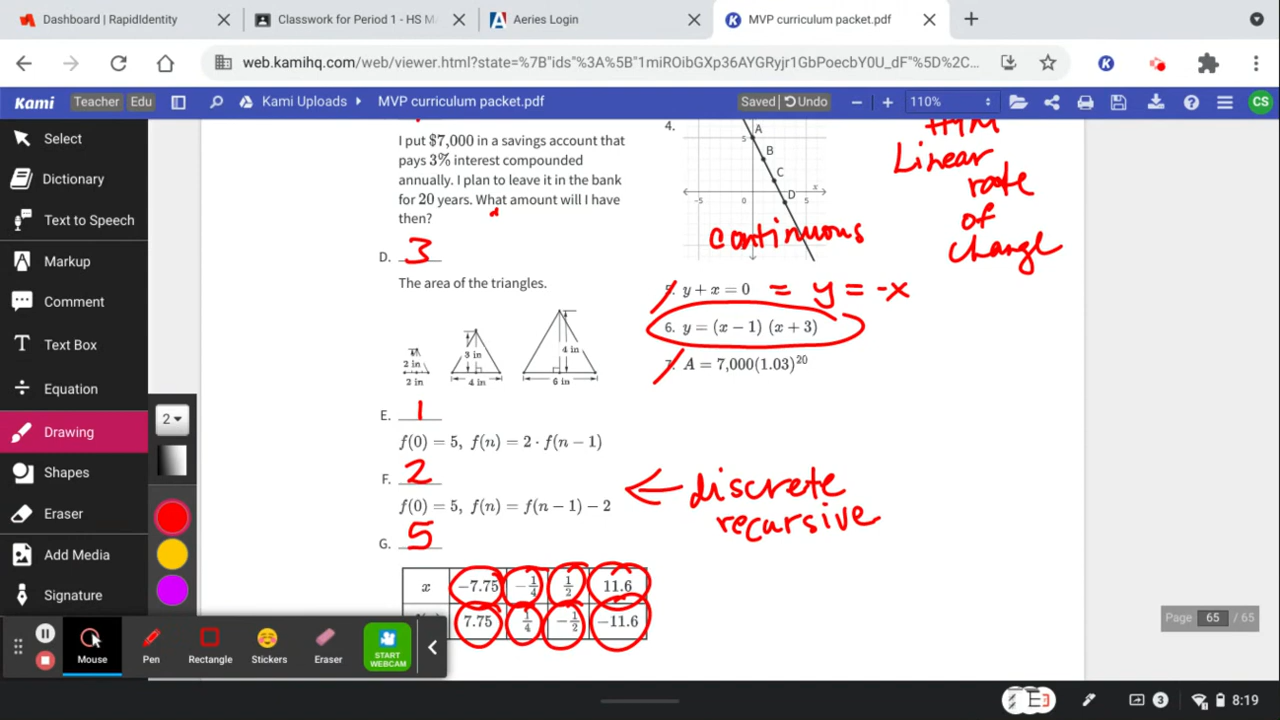 Dashboard | RapidIdentity
Classwork for Period 1 - HS M
Aeries Login
MVP curriculum packet.pdf
web.kamihq.com/web/viewer.html?state=%7B"ids"%3A%5B"1miROibGXp36AYGRyjr1GbPoecbY0U_dF"%5D%2C...
Kami Teacher Edu
Kami Uploads
MVP curriculum packet.pdf
Saved Undo
110%
CS
Select
Dictionary
Text to Speech
Markup
Comment
Text Box
Equation
Drawing
Shapes
Eraser
Add Media
Signature
2
I put $7,000 in a savings account that
pays 3% interest compounded
annually. I plan to leave it in the bank
for 20 years. What amount will I have
then?
D. 3
The area of the triangles.
2 in
2 in
3 in
4 in
4 in
6 in
E. 1
f(0) = 5, f(n) = 2 · f(n − 1)
F. 2
f(0) = 5, f(n) = f(n − 1) − 2
G. 5
x −7.75 −1/4 1/2 11.6
7.75 1/4 −1/2 −11.6
4.
5
A
B
C
D
x
−5 0 5
continuous
Linear
rate
of
change
5. y + x = 0 = y = -x
6. y = (x − 1) (x + 3)
7. A = 7,000(1.03)²⁰
discrete
recursive
Page 65 / 65
Mouse
Pen
Rectangle
Stickers
Eraser
START
WEBCAM
3
8:19